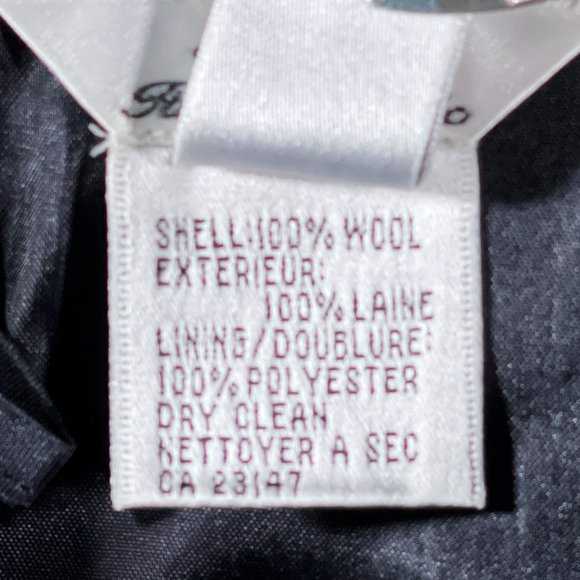 SHELL:100% WOOL
EXTERIEUR:
100% LAINE
LINING/DOUBLURE:
100% POLYESTER
DRY CLEAN
NETTOYER A SEC
CA 23147